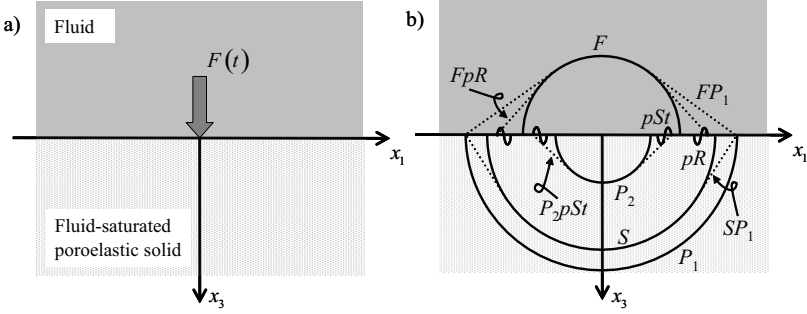 a)
Fluid
F(t)
x₁
Fluid-saturated
poroelastic solid
x₃
b)
F
FpR
FP₁
pSt
x₁
pR
P₂pSt
P₂
SP₁
S
P₁
x₃